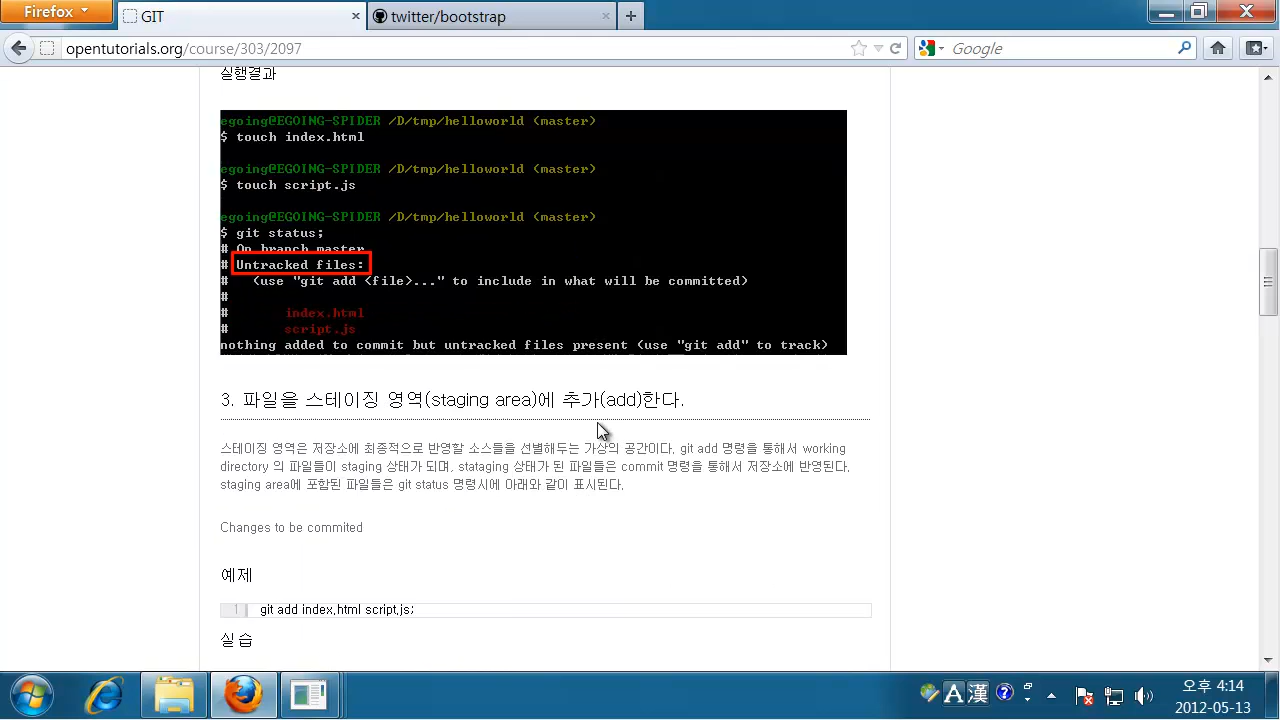 Firefox
GIT
twitter/bootstrap
opentutorials.org/course/303/2097
Google
실행결과
egoing@EGOING-SPIDER /D/tmp/helloworld (master)
$ touch index.html
egoing@EGOING-SPIDER /D/tmp/helloworld (master)
$ touch script.js
egoing@EGOING-SPIDER /D/tmp/helloworld (master)
$ git status;
# On branch master
# Untracked files:
#   (use "git add <file>..." to include in what will be committed)
#
#       index.html
#       script.js
nothing added to commit but untracked files present (use "git add" to track)
3. 파일을 스테이징 영역(staging area)에 추가(add)한다.
스테이징 영역은 저장소에 최종적으로 반영할 소스들을 선별해두는 가상의 공간이다. git add 명령을 통해서 working
directory 의 파일들이 staging 상태가 되며, stataging 상태가 된 파일들은 commit 명령을 통해서 저장소에 반영된다.
staging area에 포함된 파일들은 git status 명령시에 아래와 같이 표시된다.
Changes to be commited
예제
1 git add index.html script.js;
실습
A 漢
오후 4:14
2012-05-13